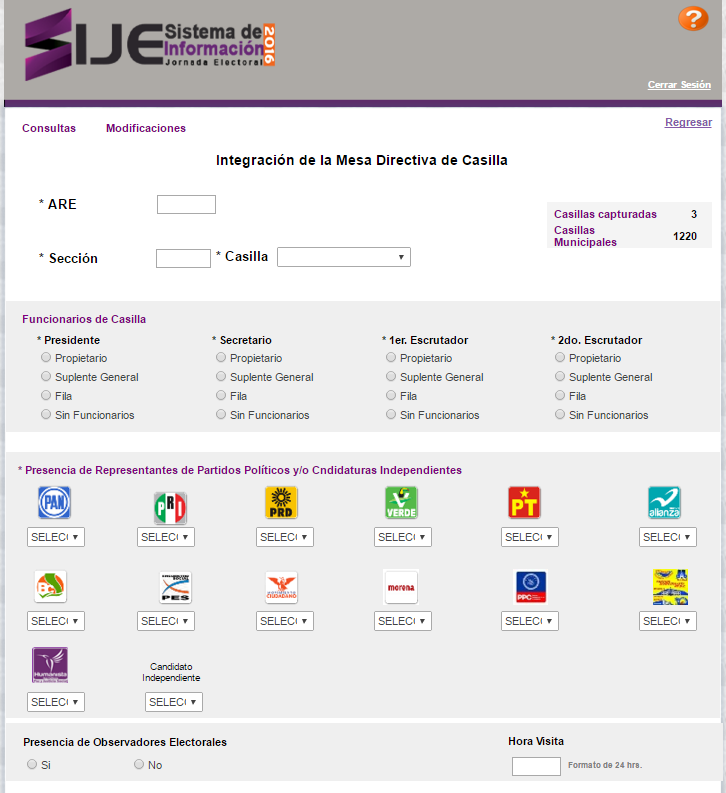 SIJE Sistema de Información 2016
Jornada Electoral
?
Cerrar Sesión
Consultas Modificaciones Regresar
Integración de la Mesa Directiva de Casilla
* ARE
Casillas capturadas 3
Casillas Municipales 1220
* Sección * Casilla
Funcionarios de Casilla
* Presidente * Secretario * 1er. Escrutador * 2do. Escrutador
Propietario Propietario Propietario Propietario
Suplente General Suplente General Suplente General Suplente General
Fila Fila Fila Fila
Sin Funcionarios Sin Funcionarios Sin Funcionarios Sin Funcionarios
* Presencia de Representantes de Partidos Políticos y/o Cndidaturas Independientes
PAN PRI PRD VERDE PT alianza
SELEC SELEC SELEC SELEC SELEC SELEC
PES MOVIMIENTO CIUDADANO morena PPC
SELEC SELEC SELEC SELEC SELEC SELEC
Humanista Candidato Independiente
SELEC SELEC
Presencia de Observadores Electorales Hora Visita
Si No Formato de 24 hrs.